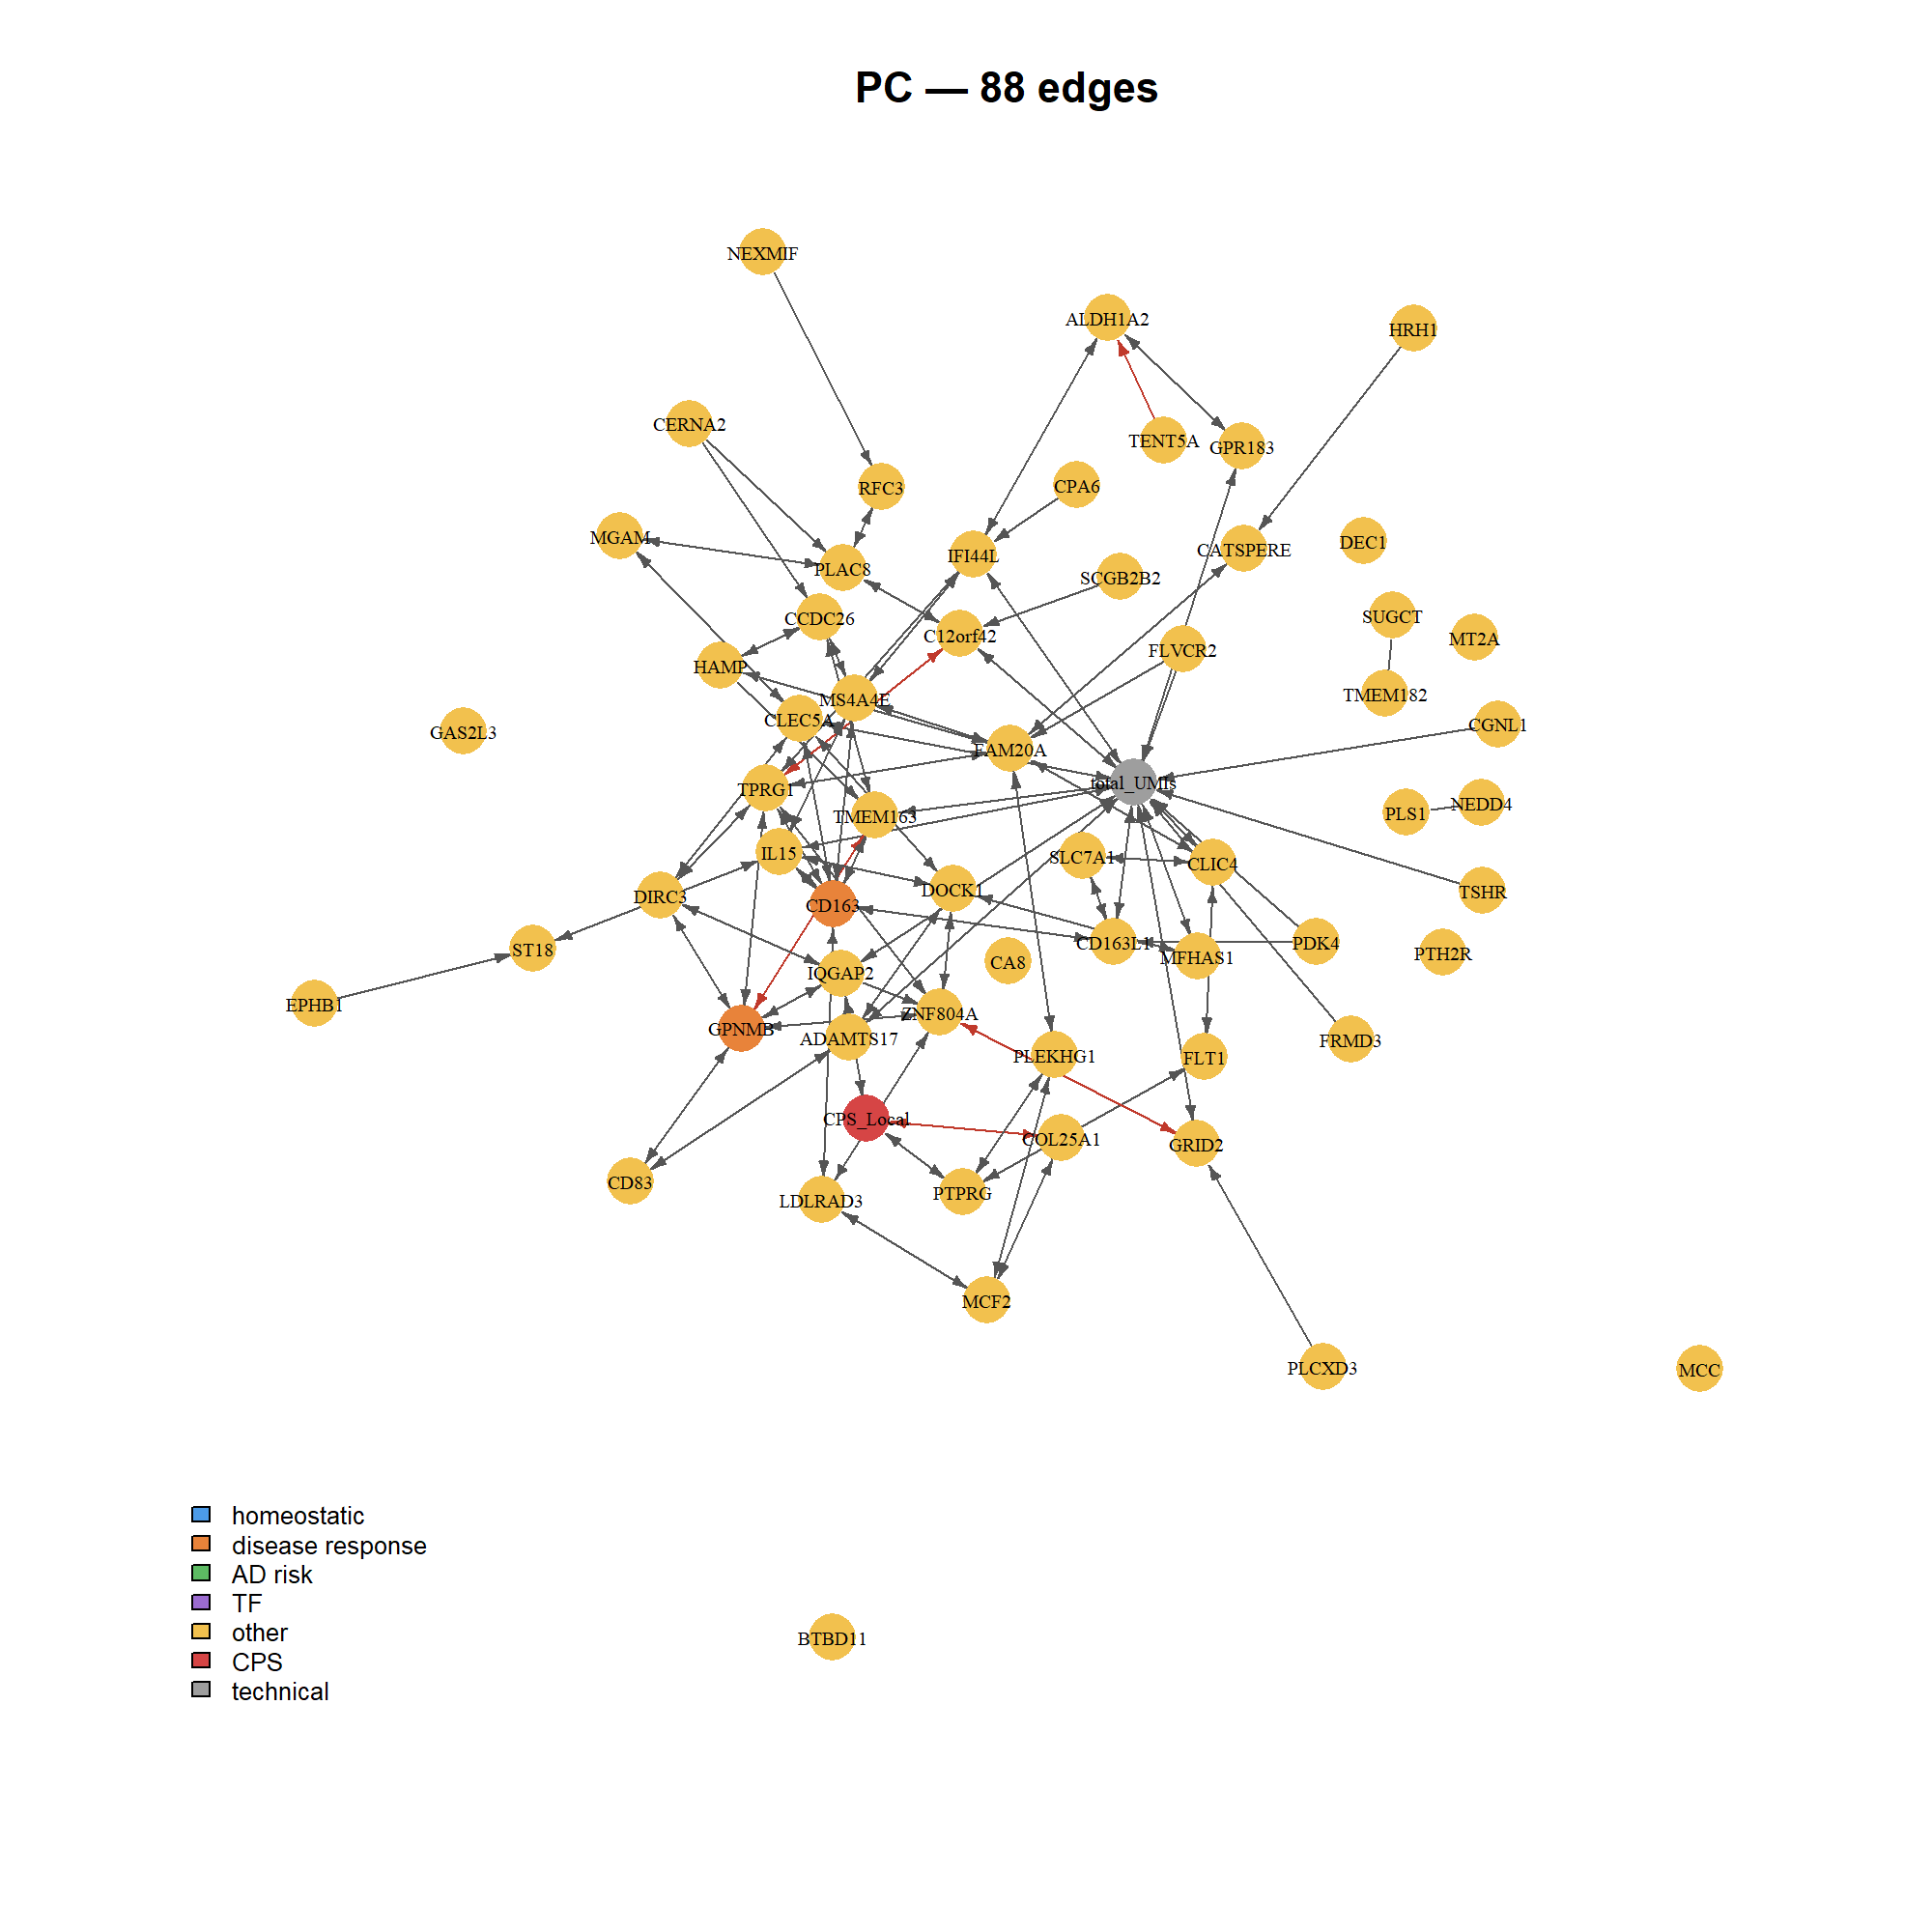 PC — 88 edges
NEXMIF
ALDH1A2
HRH1
CERNA2
TENT5A
GPR183
RFC3
CPA6
MGAM
PLAC8
IFI44L
CATSPERE
DEC1
SCGB2B2
CCDC26
C12orf42
SUGCT
MT2A
HAMP
FLVCR2
MS4A4E
TMEM182
CLEC5A
GAS2L3
CGNL1
FAM20A
TPRG1
total_UMIs
TMEM163
PLS1
NEDD4
IL15
SLC7A1
CLIC4
DIRC3
CD163
DOCK1
TSHR
ST18
CD163L1
MFHAS1
PDK4
PTH2R
CA8
IQGAP2
EPHB1
GPNMB
ADAMTS17
ZNF804A
PLEKHG1
FLT1
FRMD3
CPS_Local
COL25A1
GRID2
CD83
LDLRAD3
PTPRG
MCF2
PLCXD3
MCC
homeostatic
disease response
AD risk
TF
other
CPS
technical
BTBD11